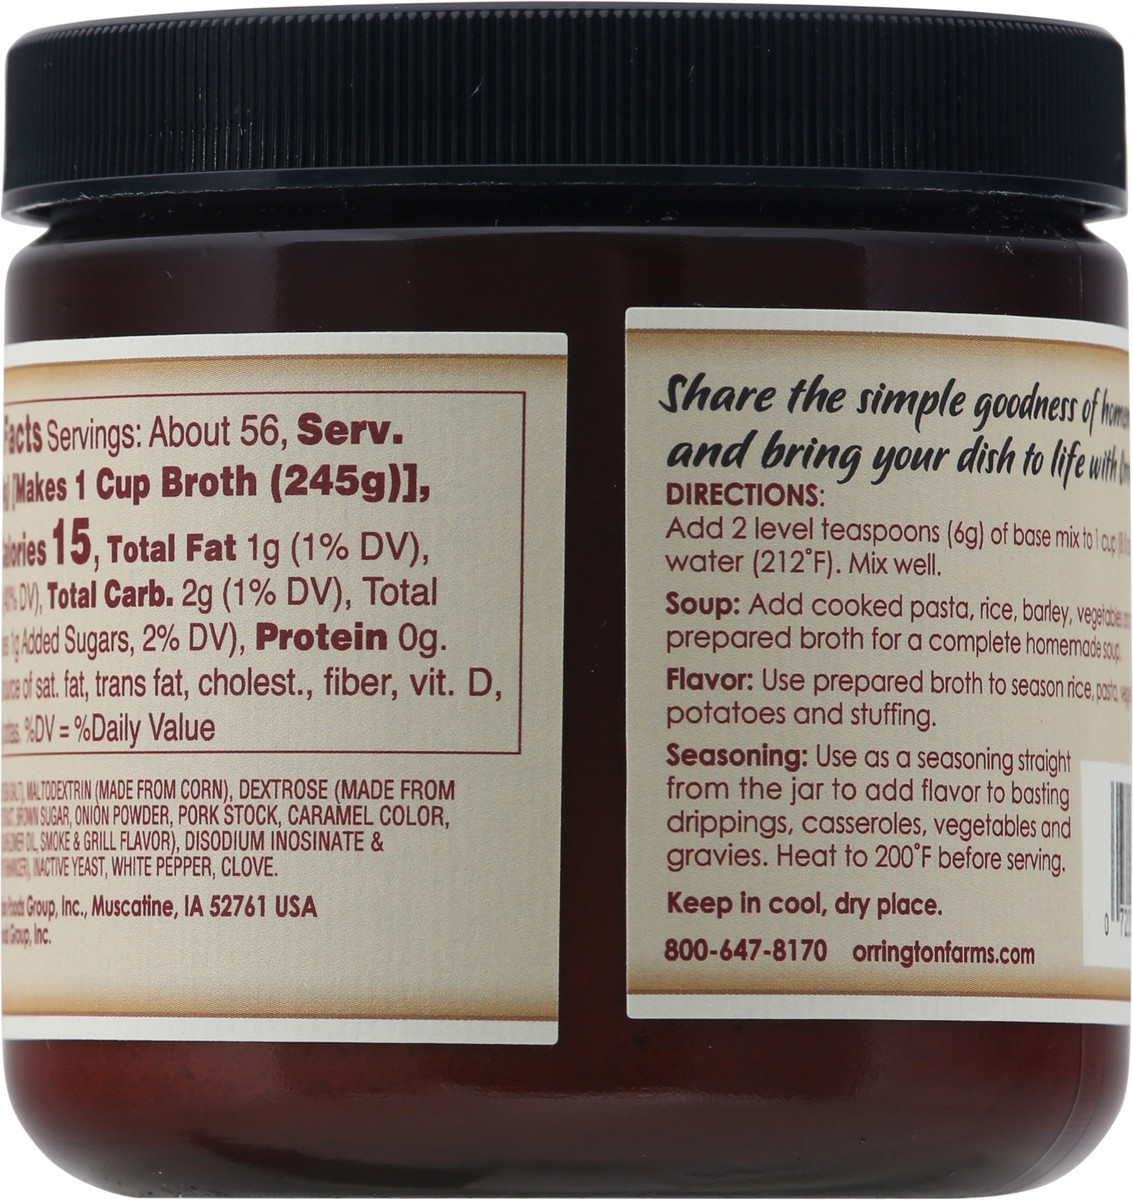 Facts Servings: About 56, Serv.
[Makes 1 Cup Broth (245g)],
Calories 15, Total Fat 1g (1% DV),
DV), Total Carb. 2g (1% DV), Total
1g Added Sugars, 2% DV), Protein 0g.
source of sat. fat, trans fat, cholest., fiber, vit. D,
%DV = %Daily Value
MALTODEXTRIN (MADE FROM CORN), DEXTROSE (MADE FROM
BROWN SUGAR, ONION POWDER, PORK STOCK, CARAMEL COLOR,
OIL, SMOKE & GRILL FLAVOR), DISODIUM INOSINATE &
INACTIVE YEAST, WHITE PEPPER, CLOVE.
Foods Group, Inc., Muscatine, IA 52761 USA
Group, Inc.
Share the simple goodness of
and bring your dish to life with
DIRECTIONS:
Add 2 level teaspoons (6g) of base mix to 1 cup
water (212°F). Mix well.
Soup: Add cooked pasta, rice, barley, vegetables
prepared broth for a complete homemade soup.
Flavor: Use prepared broth to season rice, pasta,
potatoes and stuffing.
Seasoning: Use as a seasoning straight
from the jar to add flavor to basting
drippings, casseroles, vegetables and
gravies. Heat to 200°F before serving.
Keep in cool, dry place.
800-647-8170 orringtonfarms.com
0